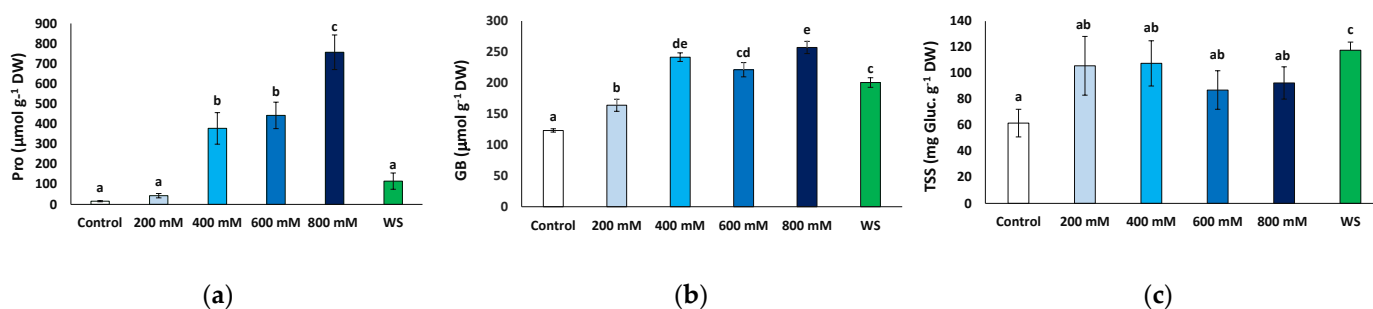 Pro (µmol g-¹ DW)
900
800
700
600
500
400
300
200
100
0
a
a
b
b
c
a
Control 200 mM 400 mM 600 mM 800 mM WS
(a)
GB (µmol g⁻¹ DW)
300
250
200
150
100
50
0
a
b
de
cd
e
c
Control 200 mM 400 mM 600 mM 800 mM WS
(b)
TSS (mg Gluc. g⁻¹ DW)
140
120
100
80
60
40
20
0
a
ab
ab
ab
ab
c
Control 200 mM 400 mM 600 mM 800 mM WS
(c)